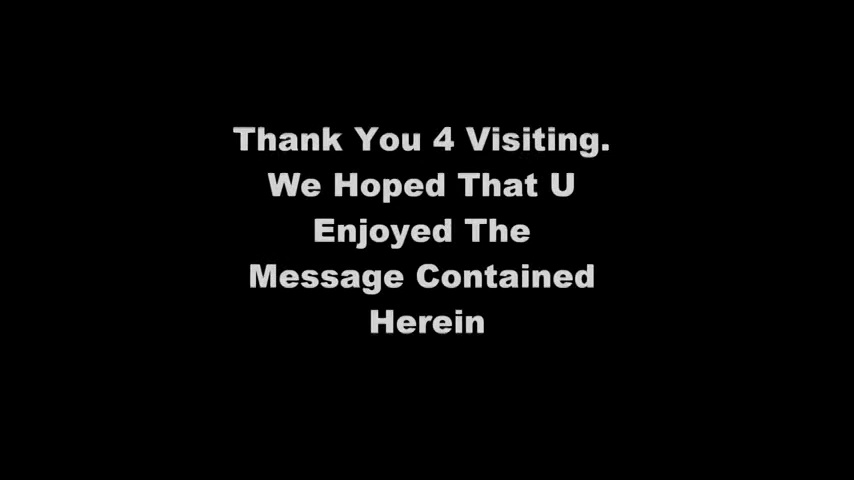 Thank You 4 Visiting.
We Hoped That U
Enjoyed The
Message Contained
Herein